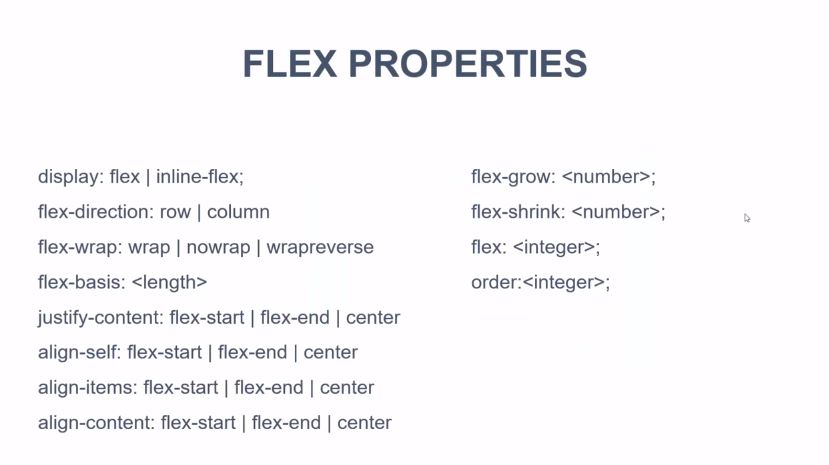 FLEX PROPERTIES
display: flex | inline-flex;
flex-direction: row | column
flex-wrap: wrap | nowrap | wrapreverse
flex-basis: <length>
justify-content: flex-start | flex-end | center
align-self: flex-start | flex-end | center
align-items: flex-start | flex-end | center
align-content: flex-start | flex-end | center
flex-grow: <number>;
flex-shrink: <number>;
flex: <integer>;
order:<integer>;